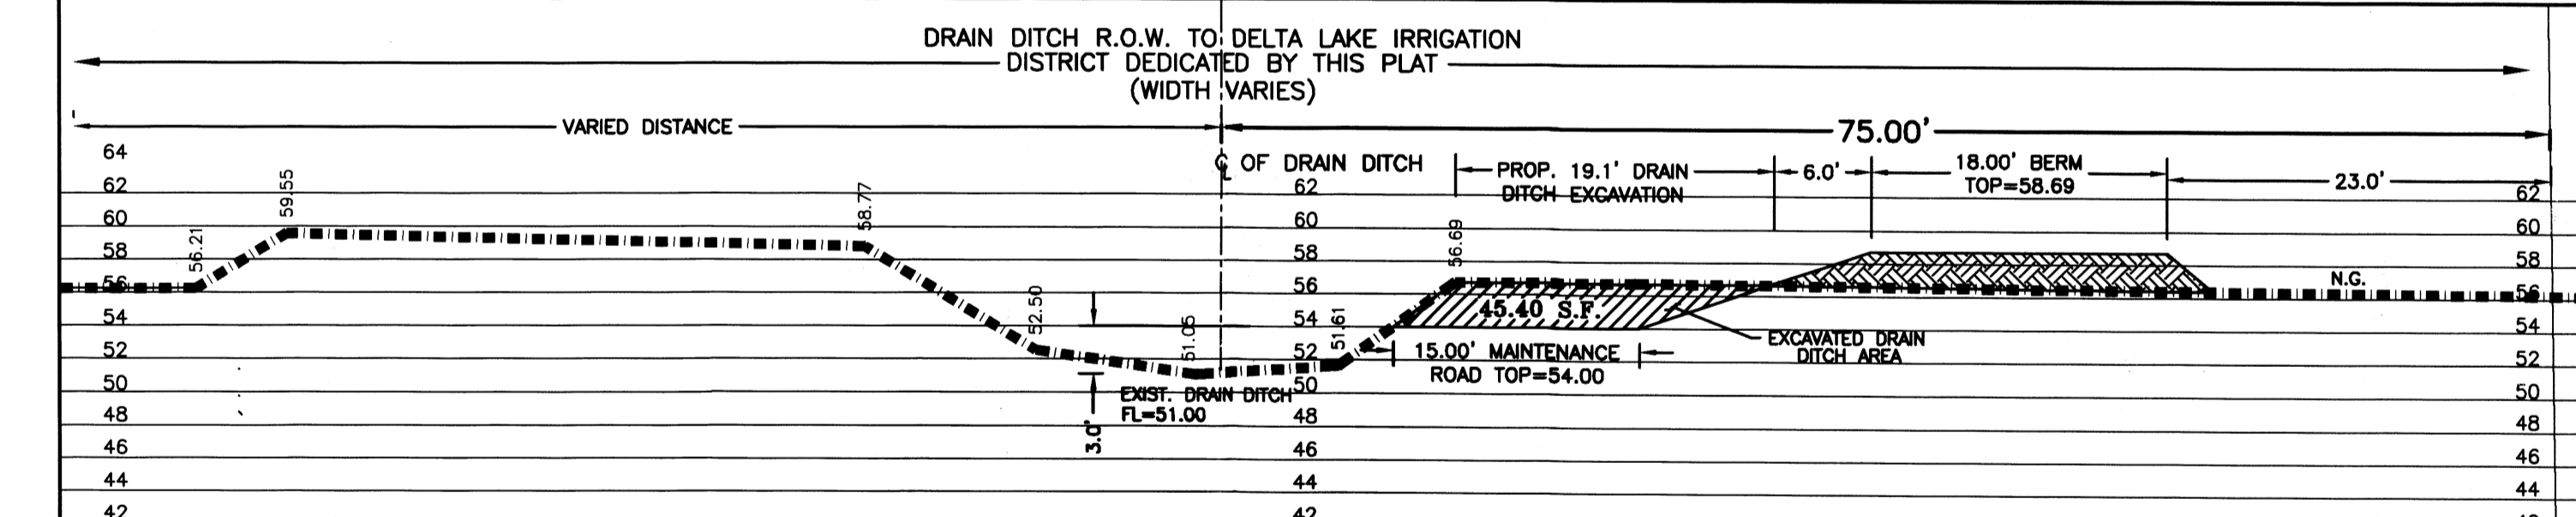 DRAIN DITCH R.O.W. TO DELTA LAKE IRRIGATION
DISTRICT DEDICATED BY THIS PLAT
(WIDTH VARIES)
VARIED DISTANCE
75.00'
℄ OF DRAIN DITCH
PROP. 19.1' DRAIN
DITCH EXCAVATION
6.0'
18.00' BERM
TOP=58.69
23.0'
64
62
60
58
56
54
52
50
48
46
44
42
56.21
59.55
58.77
52.50
51.05
51.61
56.69
62
60
58
56
54
52
50
48
46
44
42
45.40 S.F.
15.00' MAINTENANCE
ROAD TOP=54.00
EXCAVATED DRAIN
DITCH AREA
EXIST. DRAIN DITCH
FL=51.00
3.0'
N.G.
62
60
58
56
54
52
50
48
46
44